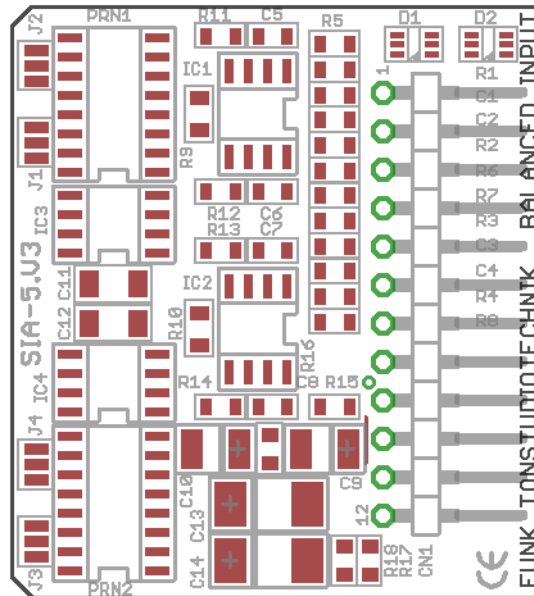 J2
PRN1
R11
C5
R5
D1
D2
IC1
1
R1
C1
C2
R2
R6
R7
R3
C3
C4
R4
R8
J1
R9
IC3
R12
C6
R13
C7
C11
IC2
C12
R10
SIA-5.V3
R16
IC4
R14
C8
R15
J4
C10
C9
C13
12
J3
C14
R18
R17
CN1
PRN2
CE
FUNK TONSTUDIOTECHNIK BALANCED INPUT